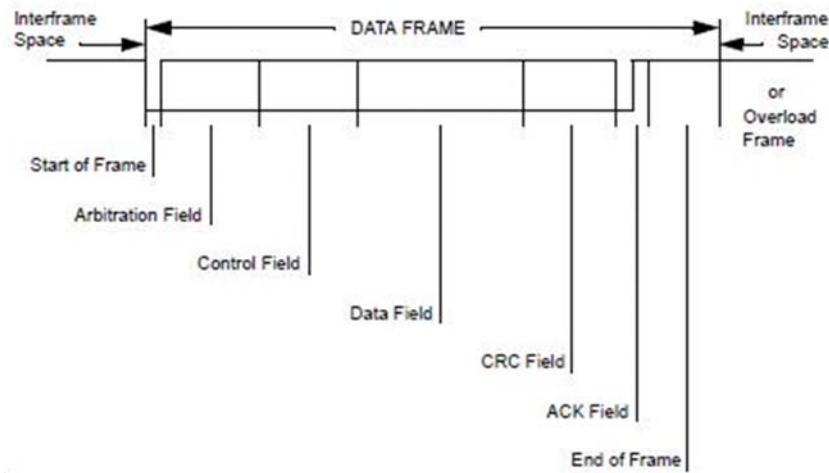 Interframe
Space
DATA FRAME
Interframe
Space
or
Overload
Frame
Start of Frame
Arbitration Field
Control Field
Data Field
CRC Field
ACK Field
End of Frame